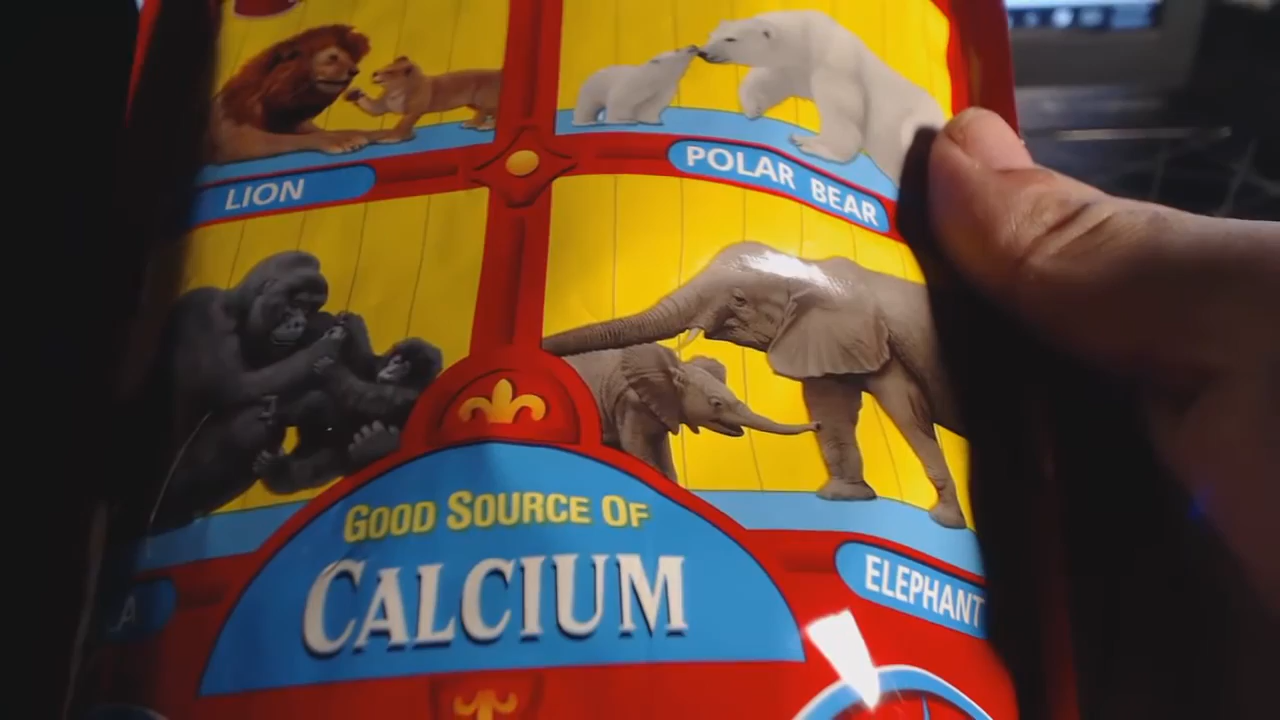 LION
POLAR BEAR
GOOD SOURCE OF
CALCIUM
A
ELEPHANT